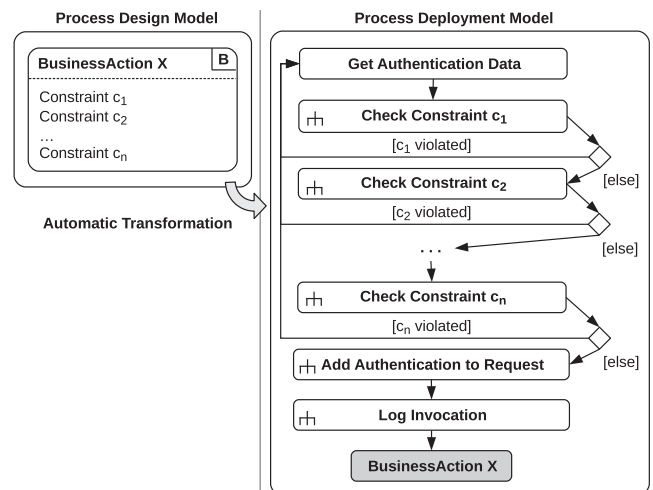 Process Design Model
BusinessAction X
B
Constraint c1
Constraint c2
...
Constraint cn
Automatic Transformation
Process Deployment Model
Get Authentication Data
Check Constraint c1
[c1 violated]
[else]
Check Constraint c2
[c2 violated]
[else]
...
Check Constraint cn
[cn violated]
[else]
Add Authentication to Request
Log Invocation
BusinessAction X